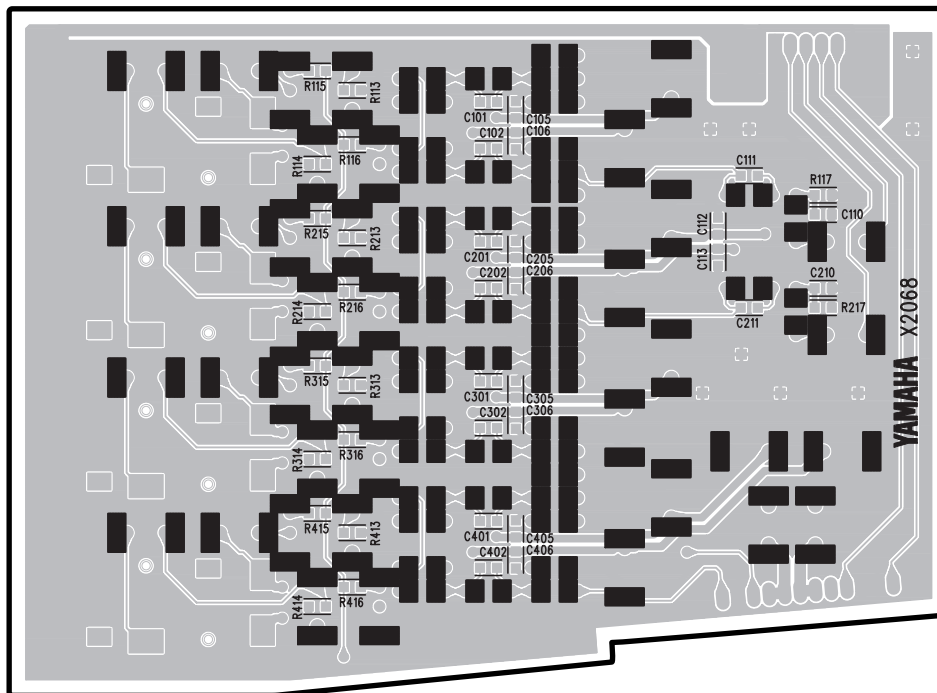 R115
R113
C101
C105
C102
C106
R114
R116
C111
R117
C110
R215
R213
C112
C201
C205
C113
C202
C206
C210
R214
R216
R217
C211
X2068
YAMAHA
R315
R313
C301
C305
C302
C306
R314
R316
R415
R413
C401
C405
C402
C406
R414
R416